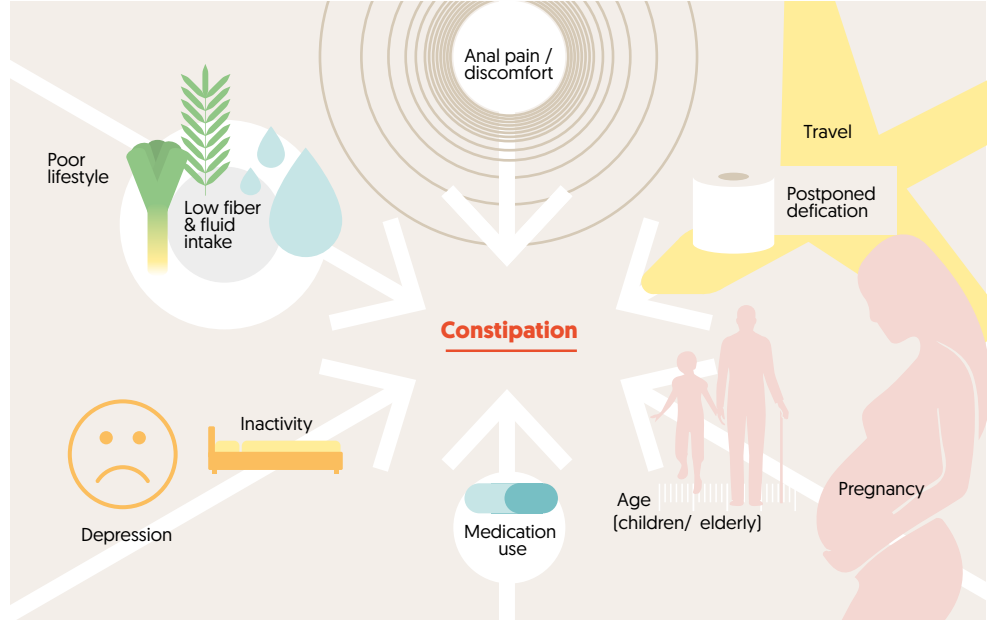 Anal pain /
discomfort
Travel
Poor
lifestyle
Postponed
defication
Low fiber
& fluid
intake
Constipation
Inactivity
Depression
Medication
use
Age
(children/ elderly)
Pregnancy